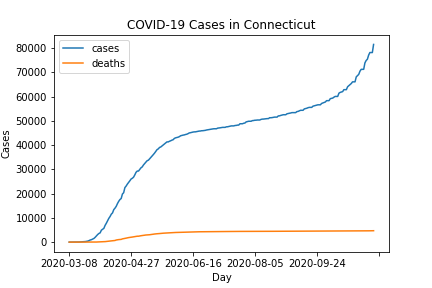 COVID-19 Cases in Connecticut
cases
deaths
80000
70000
60000
50000
40000
30000
20000
10000
0
Cases
2020-03-08 2020-04-27 2020-06-16 2020-08-05 2020-09-24
Day